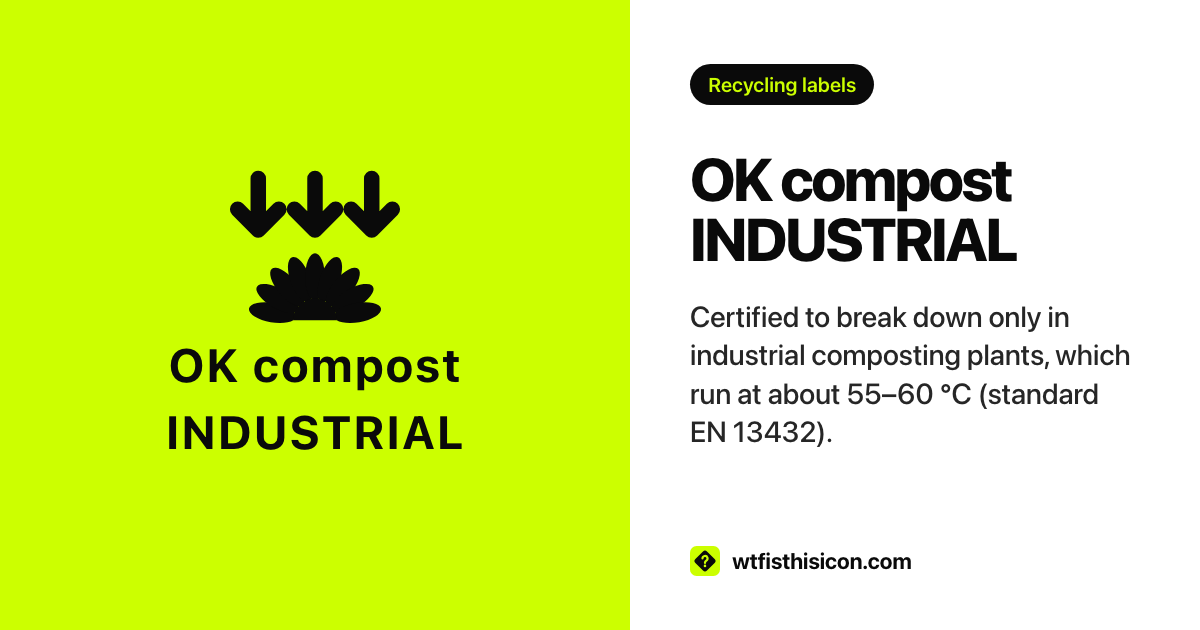 OK compost
INDUSTRIAL
Recycling labels
OK compost
INDUSTRIAL
Certified to break down only in
industrial composting plants, which
run at about 55–60 °C (standard
EN 13432).
?
wtfisthisicon.com